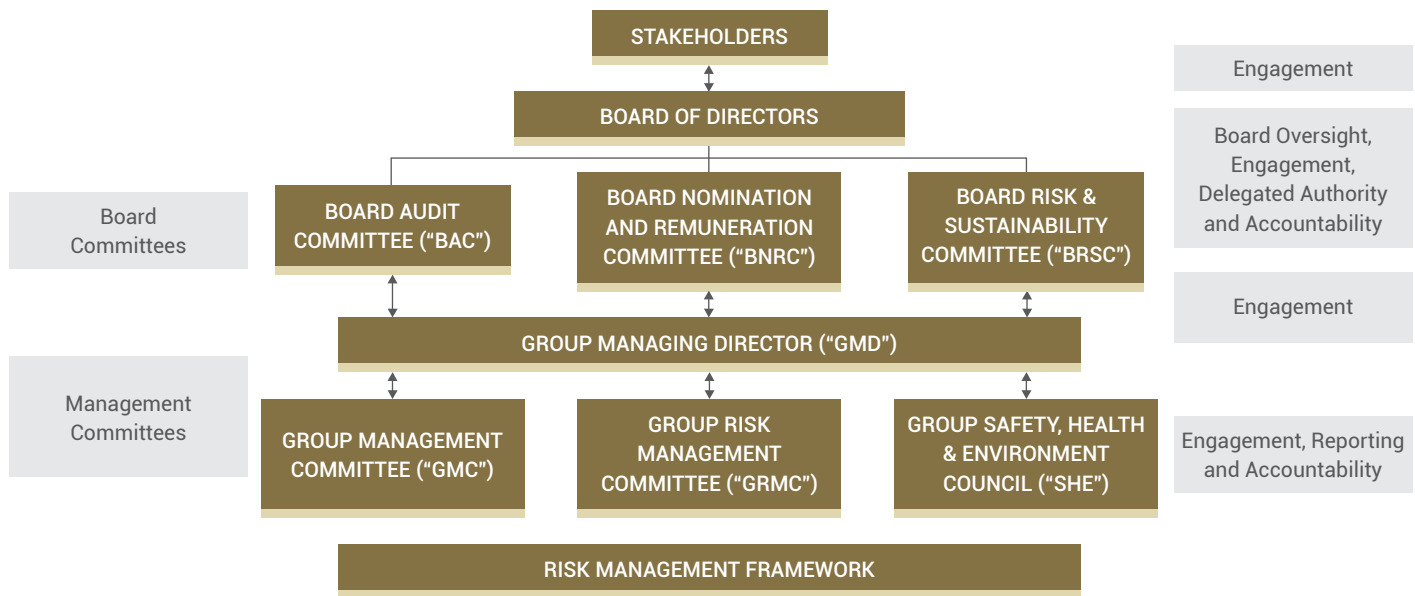 STAKEHOLDERS
Engagement
BOARD OF DIRECTORS
Board Oversight,
Engagement,
Delegated Authority
and Accountability
Board
Committees
BOARD AUDIT
COMMITTEE (“BAC”)
BOARD NOMINATION
AND REMUNERATION
COMMITTEE (“BNRC”)
BOARD RISK &
SUSTAINABILITY
COMMITTEE (“BRSC”)
Engagement
GROUP MANAGING DIRECTOR (“GMD”)
Management
Committees
GROUP MANAGEMENT
COMMITTEE (“GMC”)
GROUP RISK
MANAGEMENT
COMMITTEE (“GRMC”)
GROUP SAFETY, HEALTH
& ENVIRONMENT
COUNCIL (“SHE”)
Engagement, Reporting
and Accountability
RISK MANAGEMENT FRAMEWORK